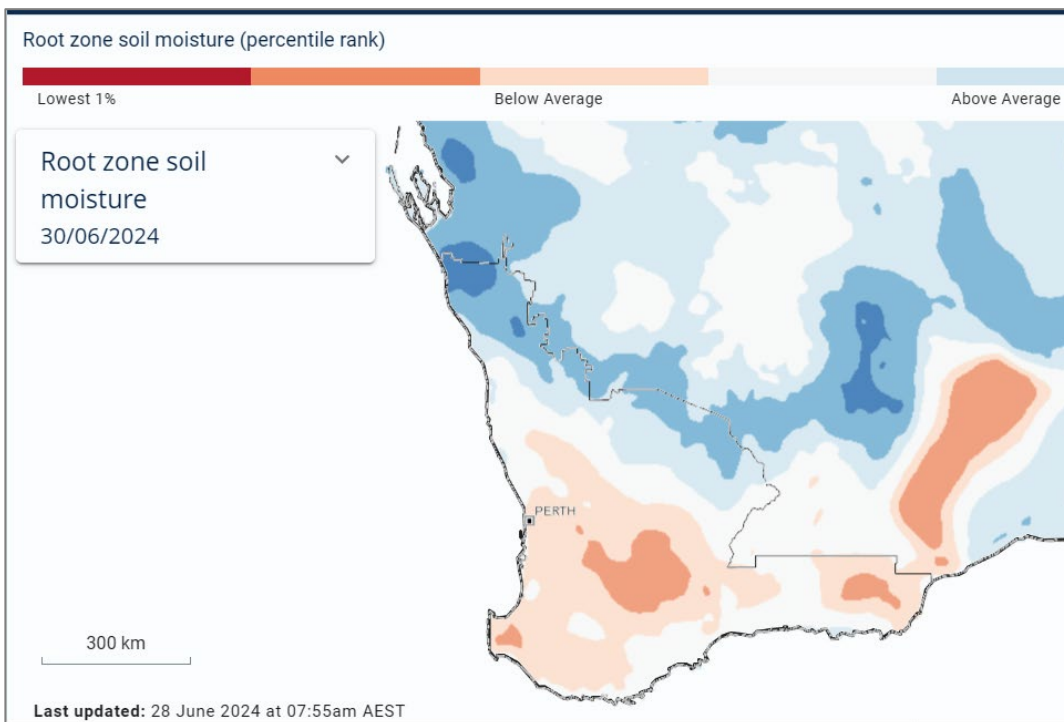 Root zone soil moisture (percentile rank)
Lowest 1% Below Average Above Average
Root zone soil
moisture
30/06/2024
PERTH
300 km
Last updated: 28 June 2024 at 07:55am AEST